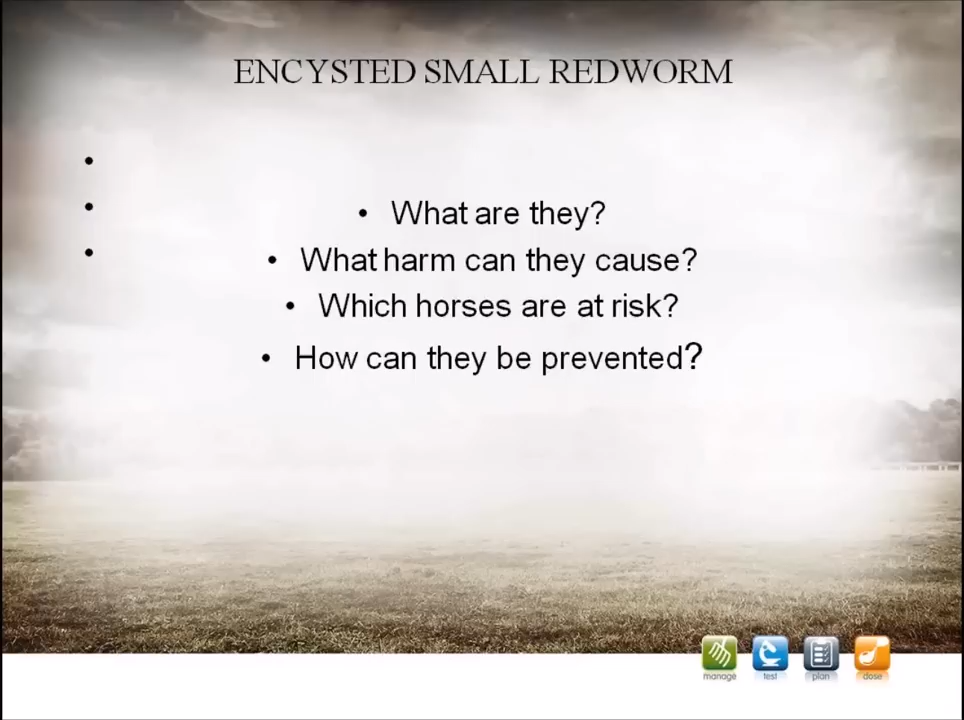 ENCYSTED SMALL REDWORM
•
•
•
• What are they?
• What harm can they cause?
• Which horses are at risk?
• How can they be prevented?
manage test plan dose